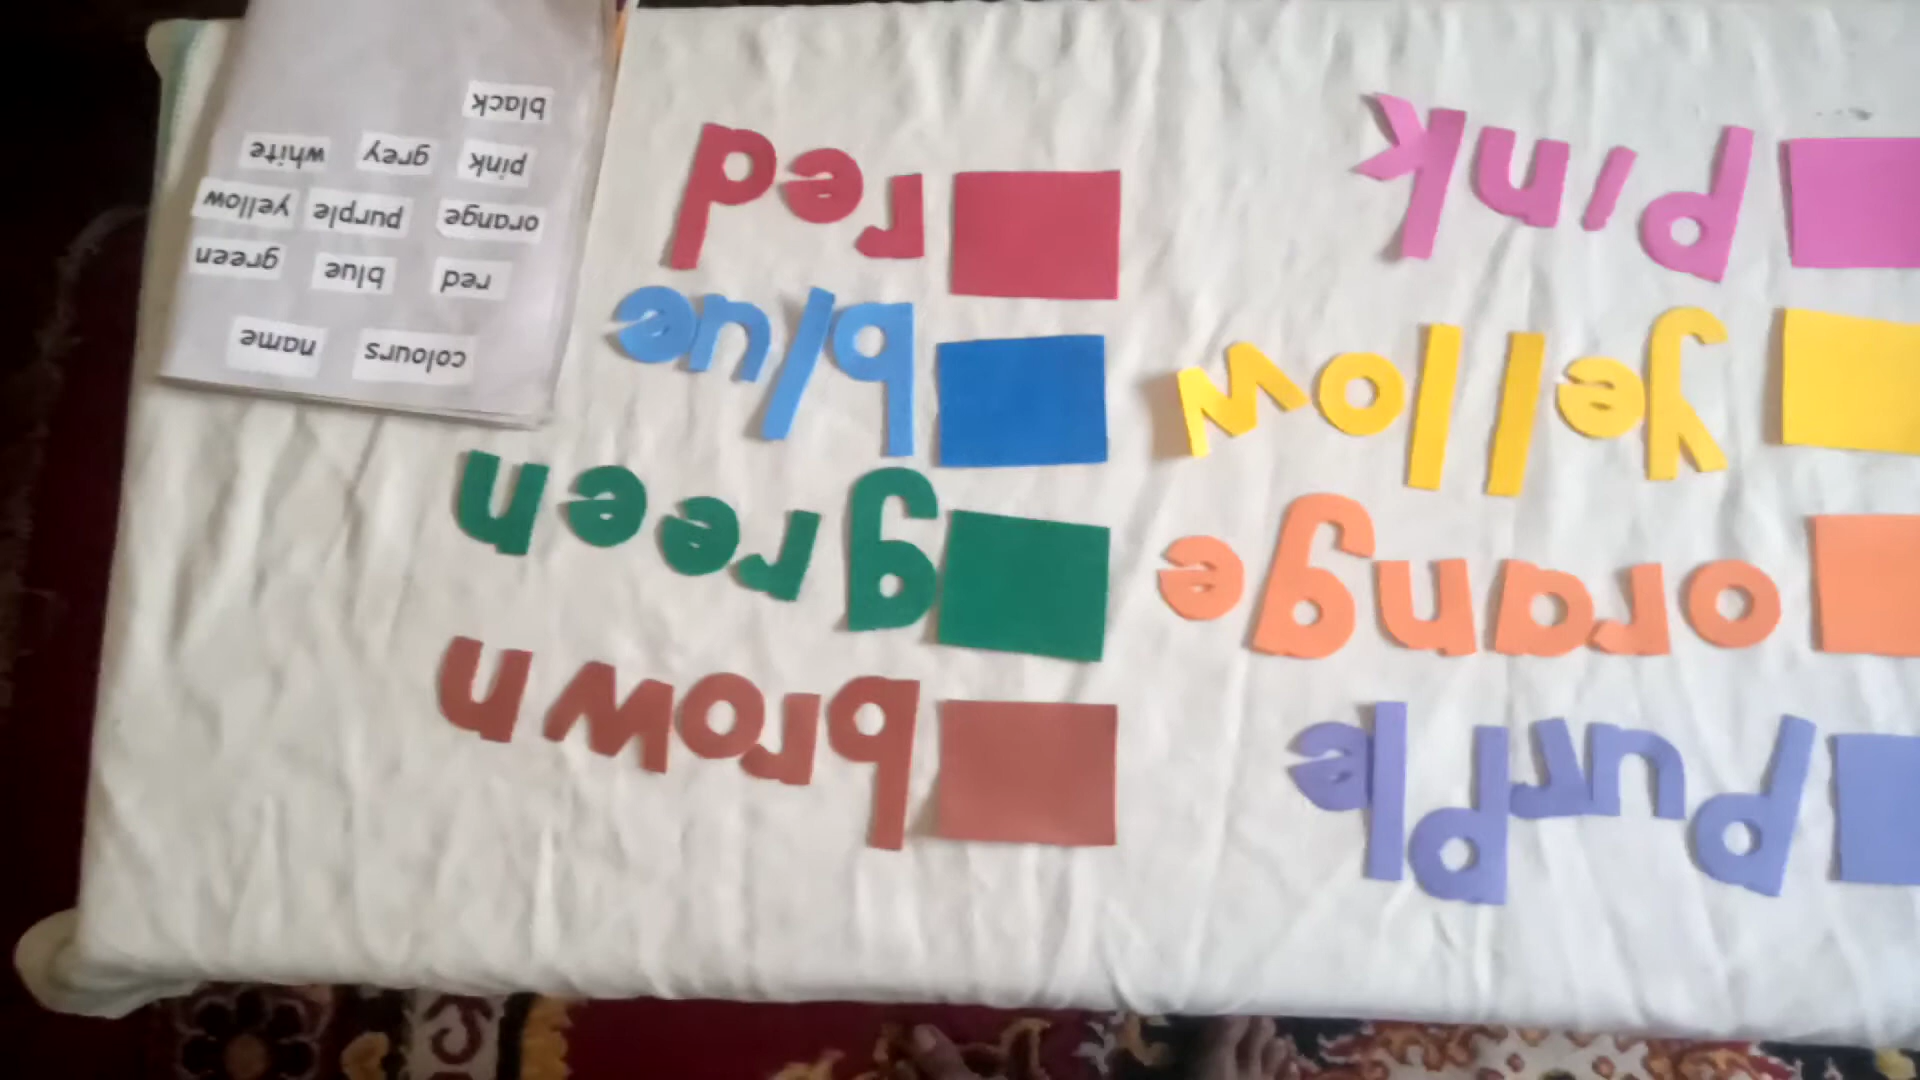 purple
orange
yellow
pink
brown
green
blue
red
colours name
red blue green
orange purple yellow
pink grey white
black